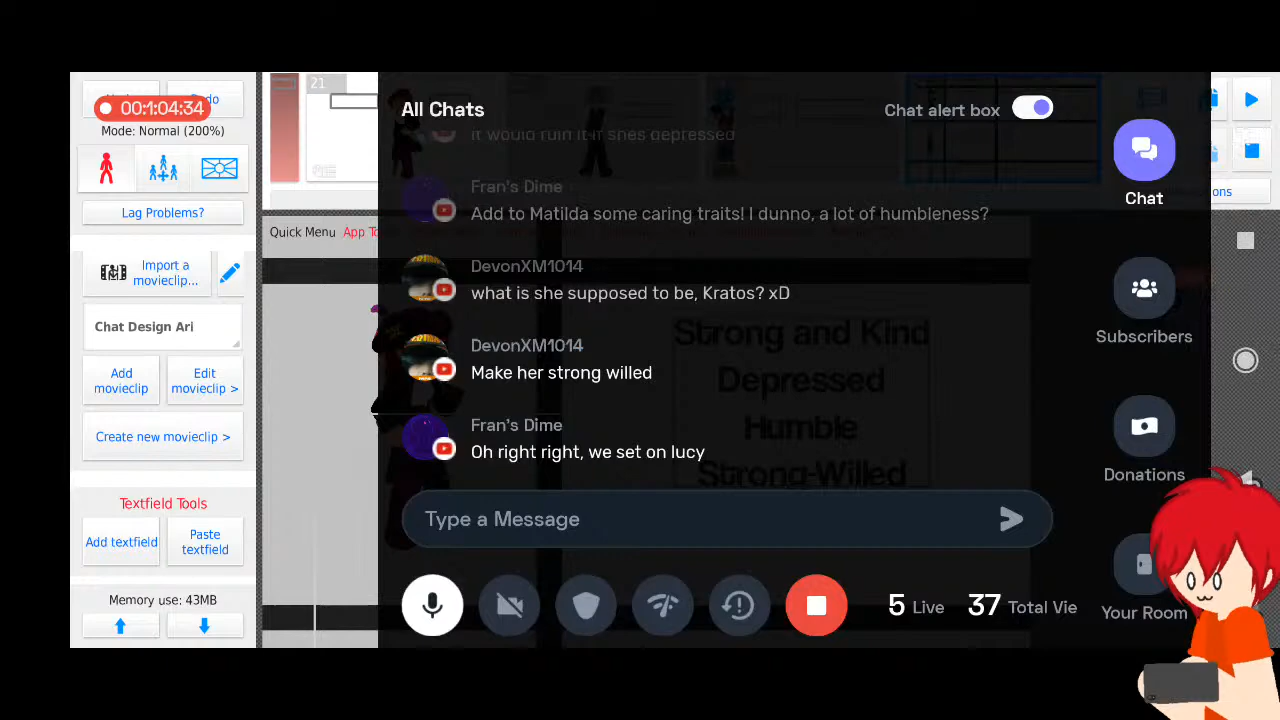 00:1:04:34
do
Mode: Normal (200%)
Lag Problems?
Import a
movieclip...
Chat Design Ari
Add
movieclip
Edit
movieclip >
Create new movieclip >
Textfield Tools
Add textfield
Paste
textfield
Memory use: 43MB
21
Quick Menu App To
All Chats
Chat alert box
it would ruin it if shes depressed
Fran's Dime
Add to Matilda some caring traits! I dunno, a lot of humbleness?
DevonXM1014
what is she supposed to be, Kratos? xD
DevonXM1014
Make her strong willed
Fran's Dime
Oh right right, we set on lucy
Strong and Kind
Depressed
Humble
Strong-Willed
Type a Message
5 Live 37 Total Vie
Chat
Subscribers
Donations
Your Room
ons